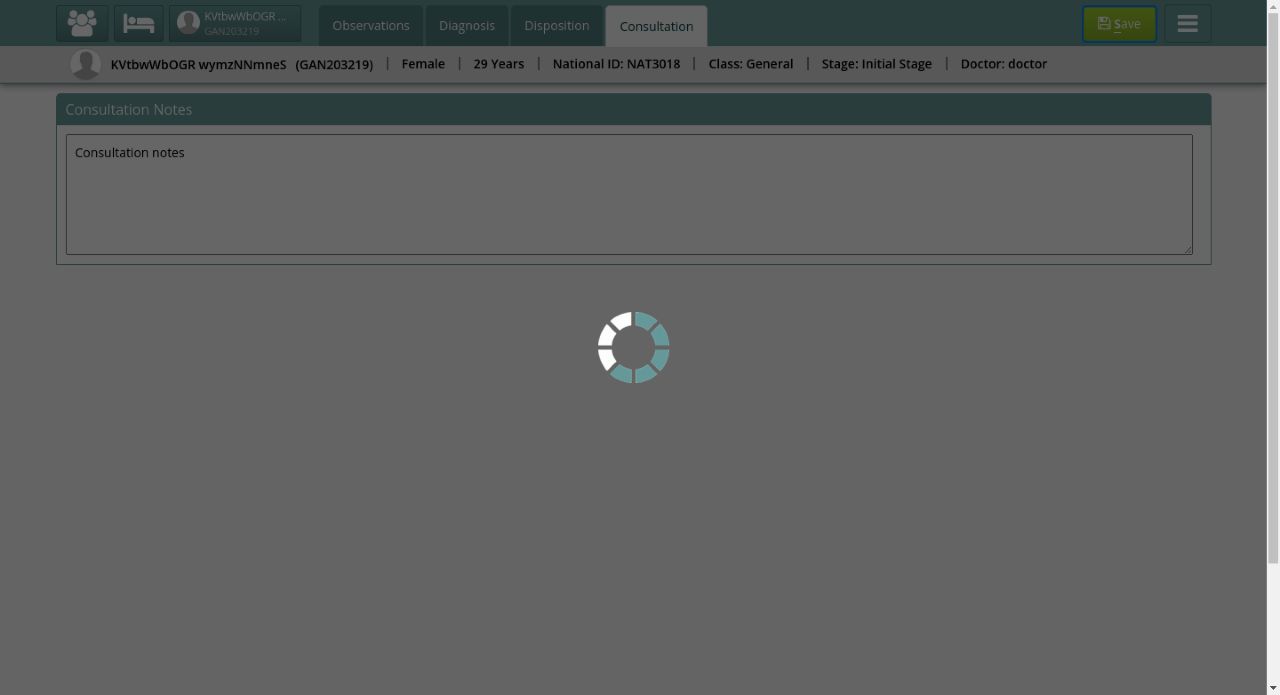 KVtbwWbOGR ...
GAN203219
Observations
Diagnosis
Disposition
Consultation
Save
KVtbwWbOGR wymzNNmneS (GAN203219) | Female | 29 Years | National ID: NAT3018 | Class: General | Stage: Initial Stage | Doctor: doctor
Consultation Notes
Consultation notes